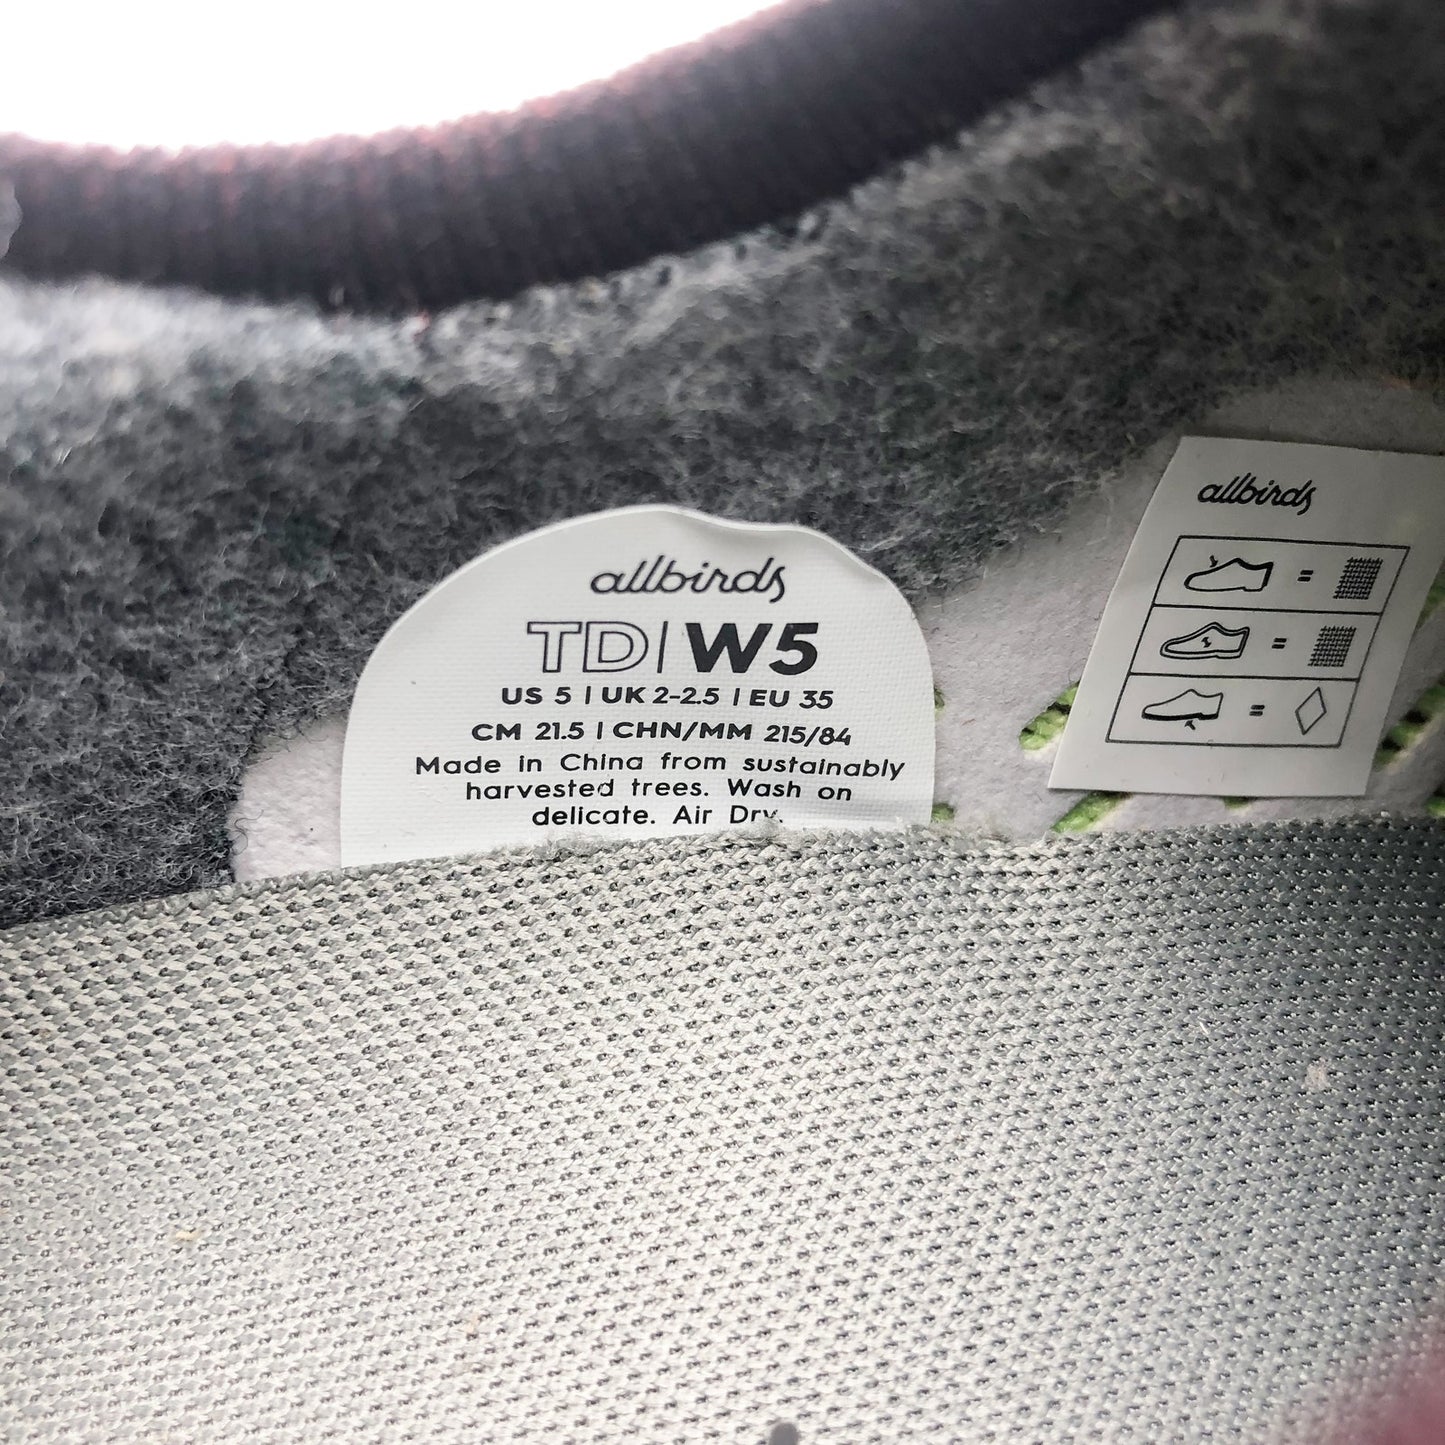 allbirds
TD|W5
US 5 | UK 2-2.5 | EU 35
CM 21.5 | CHN/MM 215/84
Made in China from sustainably
harvested trees. Wash on
delicate. Air Dry.
allbirds
=
=
=